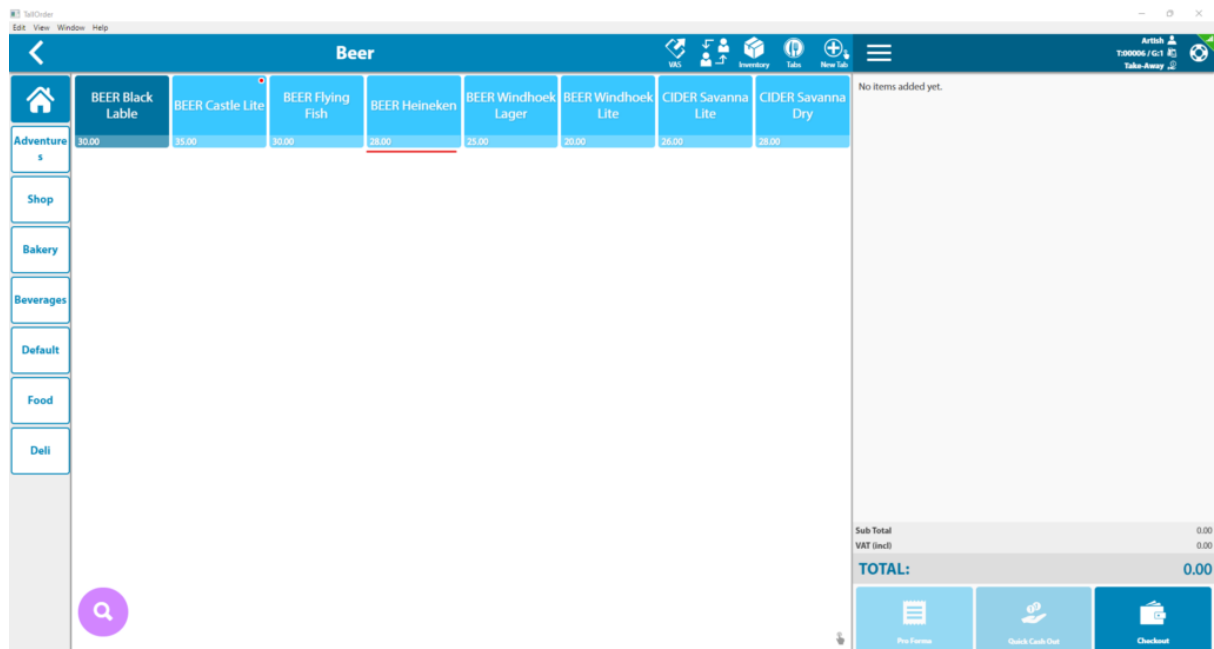 TallOrder
Edit View Window Help
Beer
VAS
Inventory
Tabs
New Tab
Artish
T:00006 / G:1
Take-Away
Adventure
s
Shop
Bakery
Beverages
Default
Food
Deli
BEER Black
Lable
30.00
BEER Castle Lite
35.00
BEER Flying
Fish
30.00
BEER Heineken
28.00
BEER Windhoek
Lager
25.00
BEER Windhoek
Lite
20.00
CIDER Savanna
Lite
26.00
CIDER Savanna
Dry
28.00
No items added yet.
Sub Total 0.00
VAT (incl) 0.00
TOTAL: 0.00
Pro Forma
Quick Cash Out
Checkout